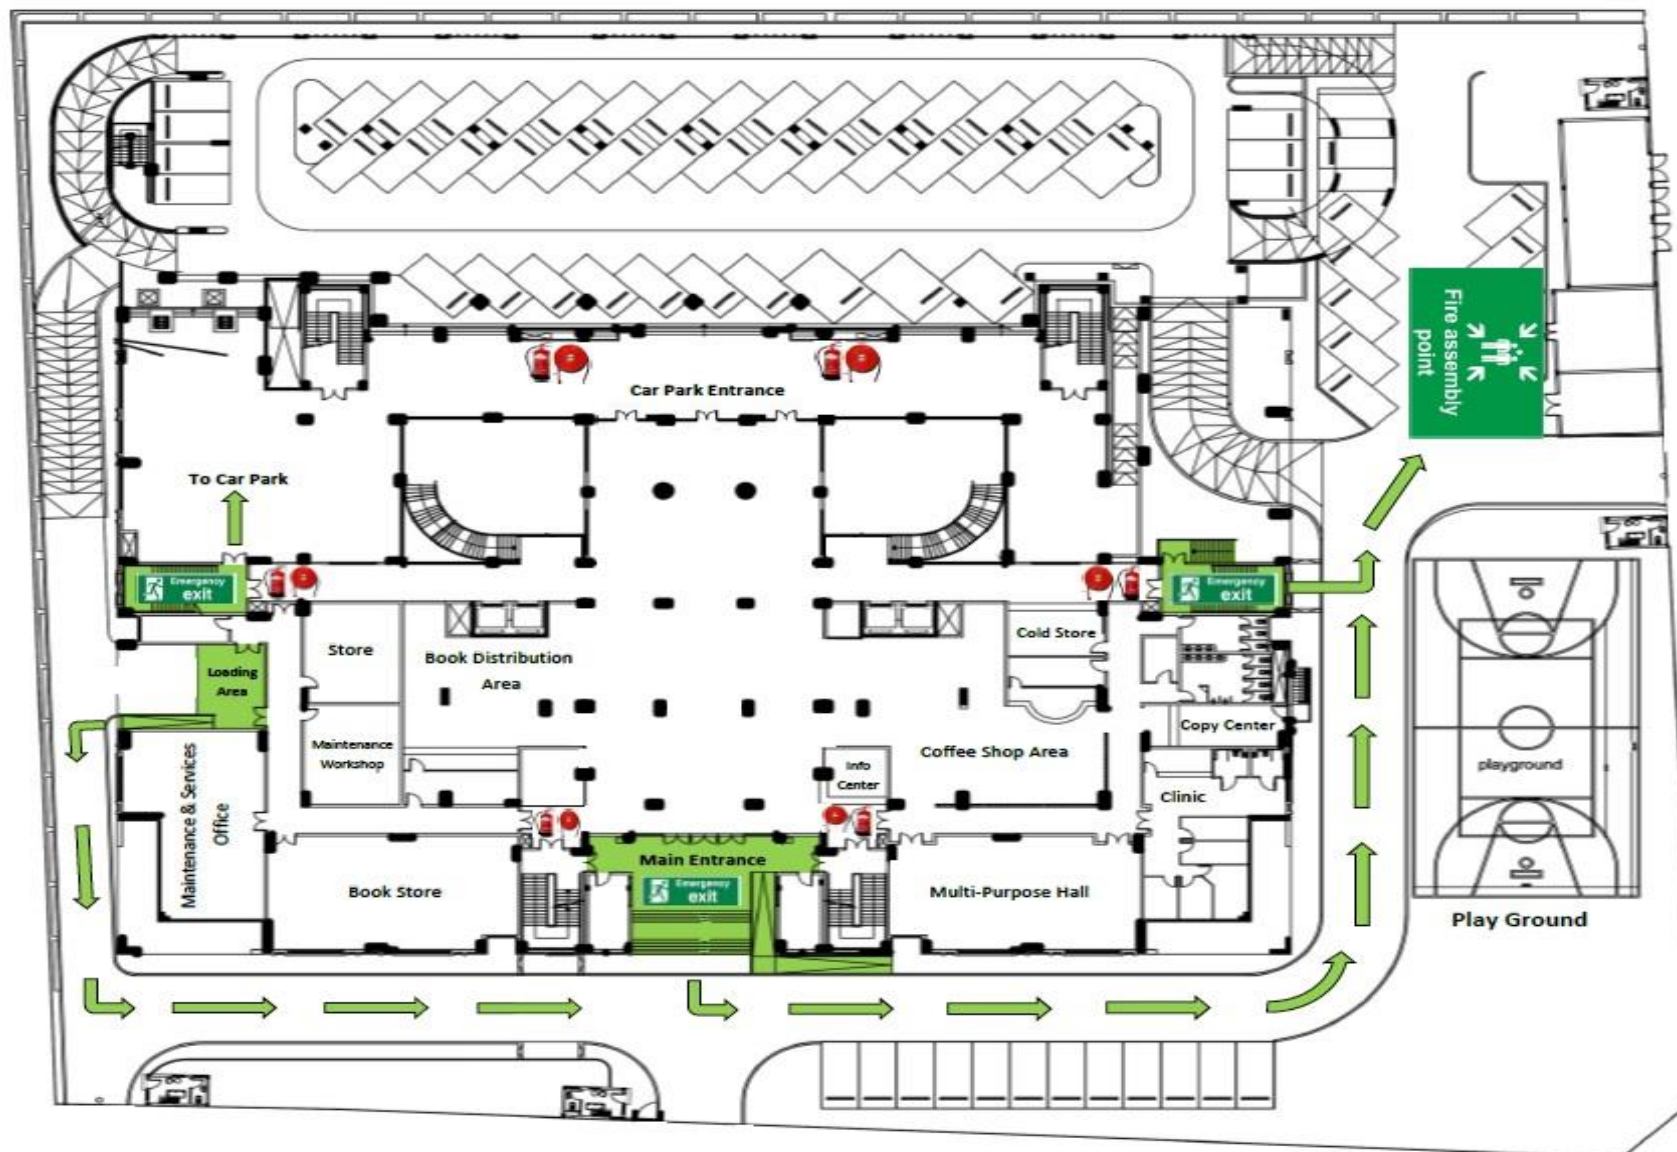 Fire assembly
point
Car Park Entrance
To Car Park
Emergency
exit
Emergency
exit
Store
Book Distribution
Area
Cold Store
Loading
Area
Copy Center
Maintenance
Workshop
Coffee Shop Area
Info
Center
playground
Maintenance & Services
Office
Clinic
Main Entrance
Emergency
exit
Book Store
Multi-Purpose Hall
Play Ground